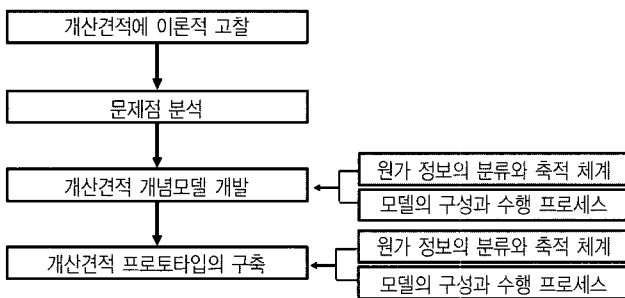 개산견적에 이론적 고찰
문제점 분석
개산견적 개념모델 개발
원가 정보의 분류와 축적 체계
모델의 구성과 수행 프로세스
개산견적 프로토타입의 구축
원가 정보의 분류와 축적 체계
모델의 구성과 수행 프로세스